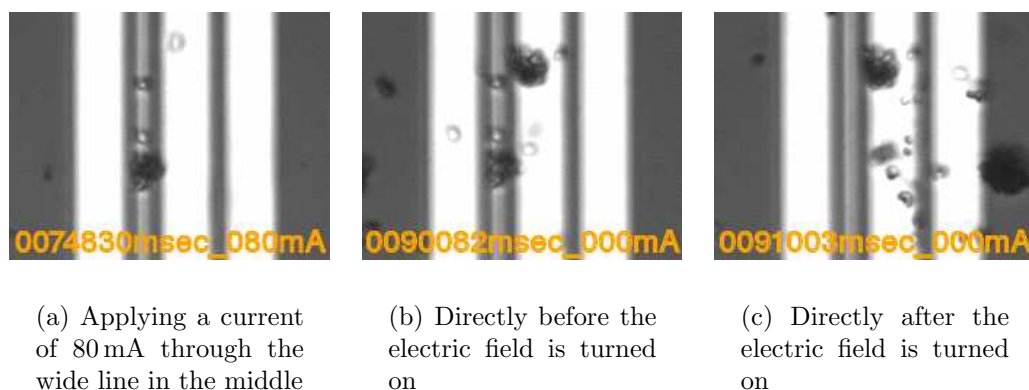 0074830msec_080mA
0090082msec_000mA
0091003msec_000mA
(a) Applying a current
of 80 mA through the
wide line in the middle
(b) Directly before the
electric field is turned
on
(c) Directly after the
electric field is turned
on